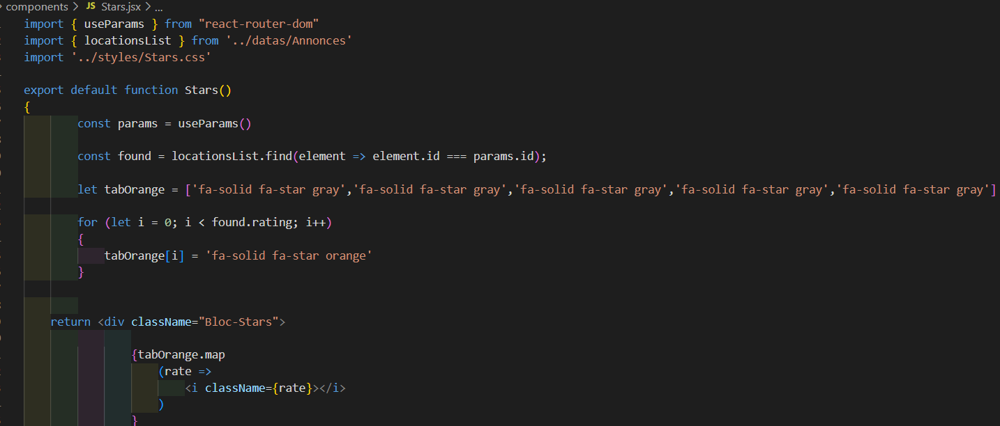 components > JS Stars.jsx > ...
import { useParams } from "react-router-dom"
import { locationsList } from '../datas/Annonces'
import '../styles/Stars.css'
export default function Stars()
{
const params = useParams()
const found = locationsList.find(element => element.id === params.id);
let tabOrange = ['fa-solid fa-star gray','fa-solid fa-star gray','fa-solid fa-star gray','fa-solid fa-star gray','fa-solid fa-star gray']
for (let i = 0; i < found.rating; i++)
{
tabOrange[i] = 'fa-solid fa-star orange'
}
return <div className="Bloc-Stars">
{tabOrange.map
(rate =>
<i className={rate}></i>
)
}